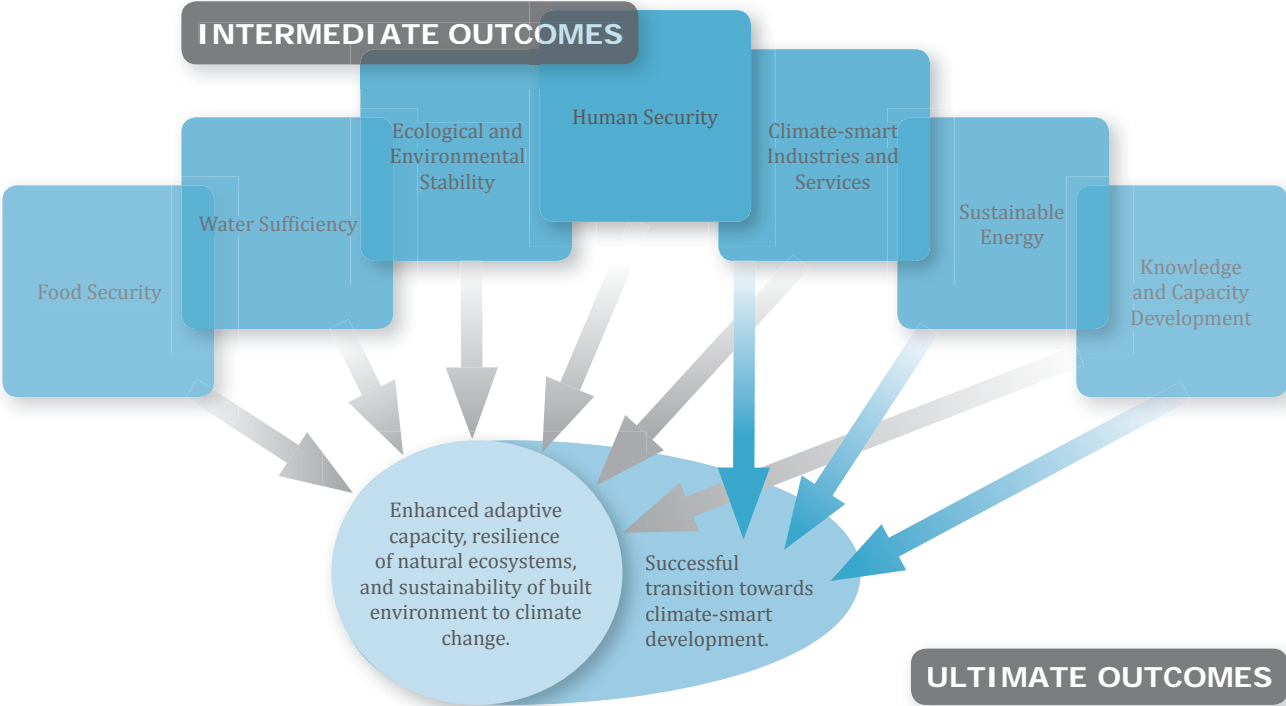 INTERMEDIATE OUTCOMES
Food Security
Water Sufficiency
Ecological and
Environmental
Stability
Human Security
Climate-smart
Industries and
Services
Sustainable
Energy
Knowledge
and Capacity
Development
Enhanced adaptive
capacity, resilience
of natural ecosystems,
and sustainability of built
environment to climate
change.
Successful
transition towards
climate-smart
development.
ULTIMATE OUTCOMES